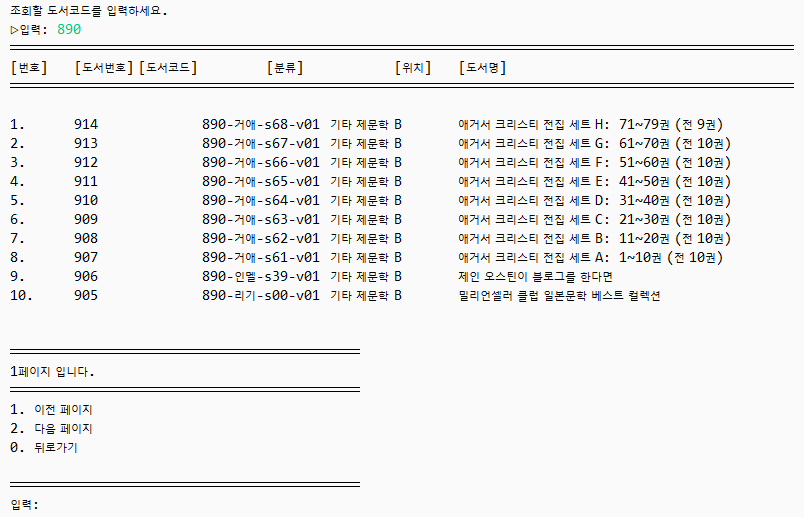 조회할 도서코드를 입력하세요.
▷입력: 890
[번호] [도서번호] [도서코드] [분류] [위치] [도서명]
1. 914 890-거애-s68-v01 기타 제문학 B 애거서 크리스티 전집 세트 H: 71~79권 (전 9권)
2. 913 890-거애-s67-v01 기타 제문학 B 애거서 크리스티 전집 세트 G: 61~70권 (전 10권)
3. 912 890-거애-s66-v01 기타 제문학 B 애거서 크리스티 전집 세트 F: 51~60권 (전 10권)
4. 911 890-거애-s65-v01 기타 제문학 B 애거서 크리스티 전집 세트 E: 41~50권 (전 10권)
5. 910 890-거애-s64-v01 기타 제문학 B 애거서 크리스티 전집 세트 D: 31~40권 (전 10권)
6. 909 890-거애-s63-v01 기타 제문학 B 애거서 크리스티 전집 세트 C: 21~30권 (전 10권)
7. 908 890-거애-s62-v01 기타 제문학 B 애거서 크리스티 전집 세트 B: 11~20권 (전 10권)
8. 907 890-거애-s61-v01 기타 제문학 B 애거서 크리스티 전집 세트 A: 1~10권 (전 10권)
9. 906 890-인멜-s39-v01 기타 제문학 B 제인 오스틴이 블로그를 한다면
10. 905 890-리기-s00-v01 기타 제문학 B 밀리언셀러 클럽 일본문학 베스트 컬렉션
1페이지 입니다.
1. 이전 페이지
2. 다음 페이지
0. 뒤로가기
입력: